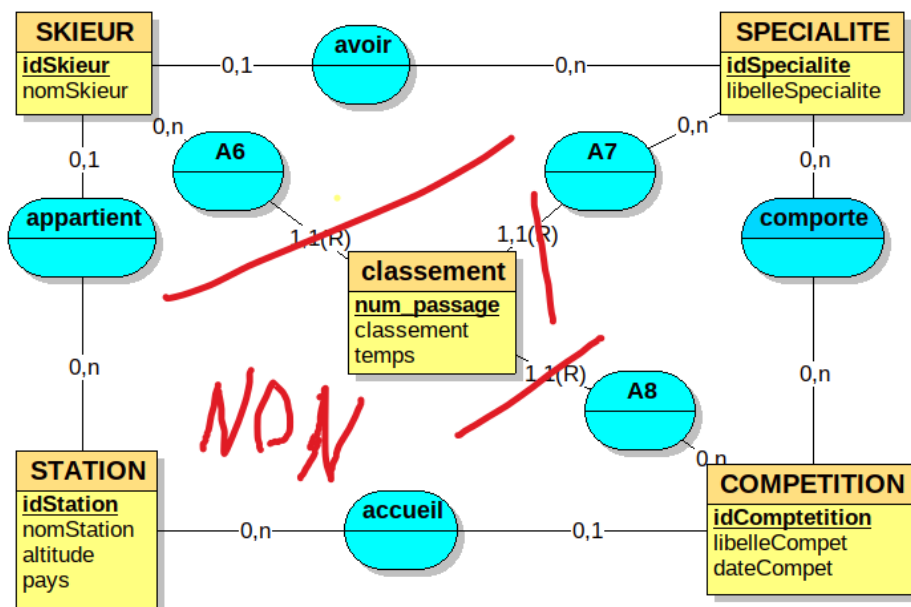 SKIEUR
idSkieur
nomSkieur
0,1
avoir
0,n
SPECIALITE
idSpecialite
libelleSpecialite
0,n
A6
A7
0,n
0,1
0,n
appartient
comporte
1,1(R)
1,1(R)
classement
num_passage
classement
temps
0,n
0,n
1,1(R)
A8
NON
0,n
STATION
idStation
nomStation
altitude
pays
0,n
accueil
0,1
COMPETITION
idComptetition
libelleCompet
dateCompet